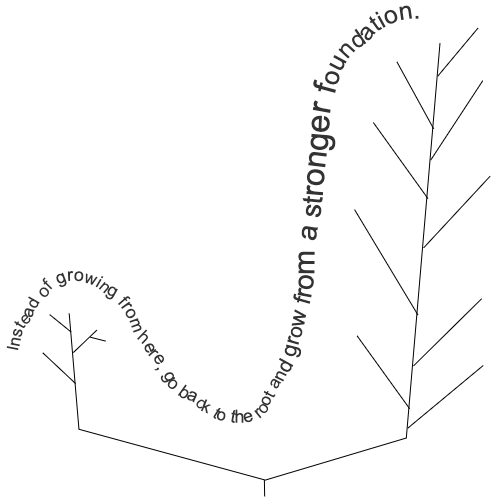 Instead of growing from here, go back to the root and grow from a stronger foundation.